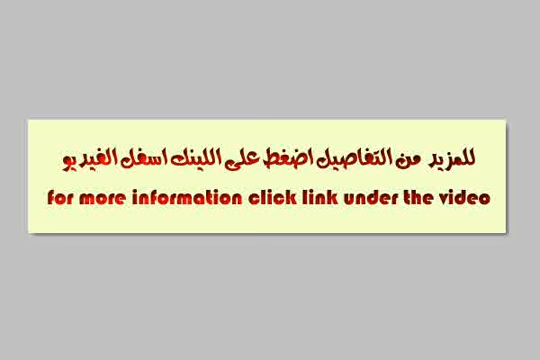 للمزيد من التفاصيل اضغط على اللينك اسفل الفيديو
for more information click link under the video